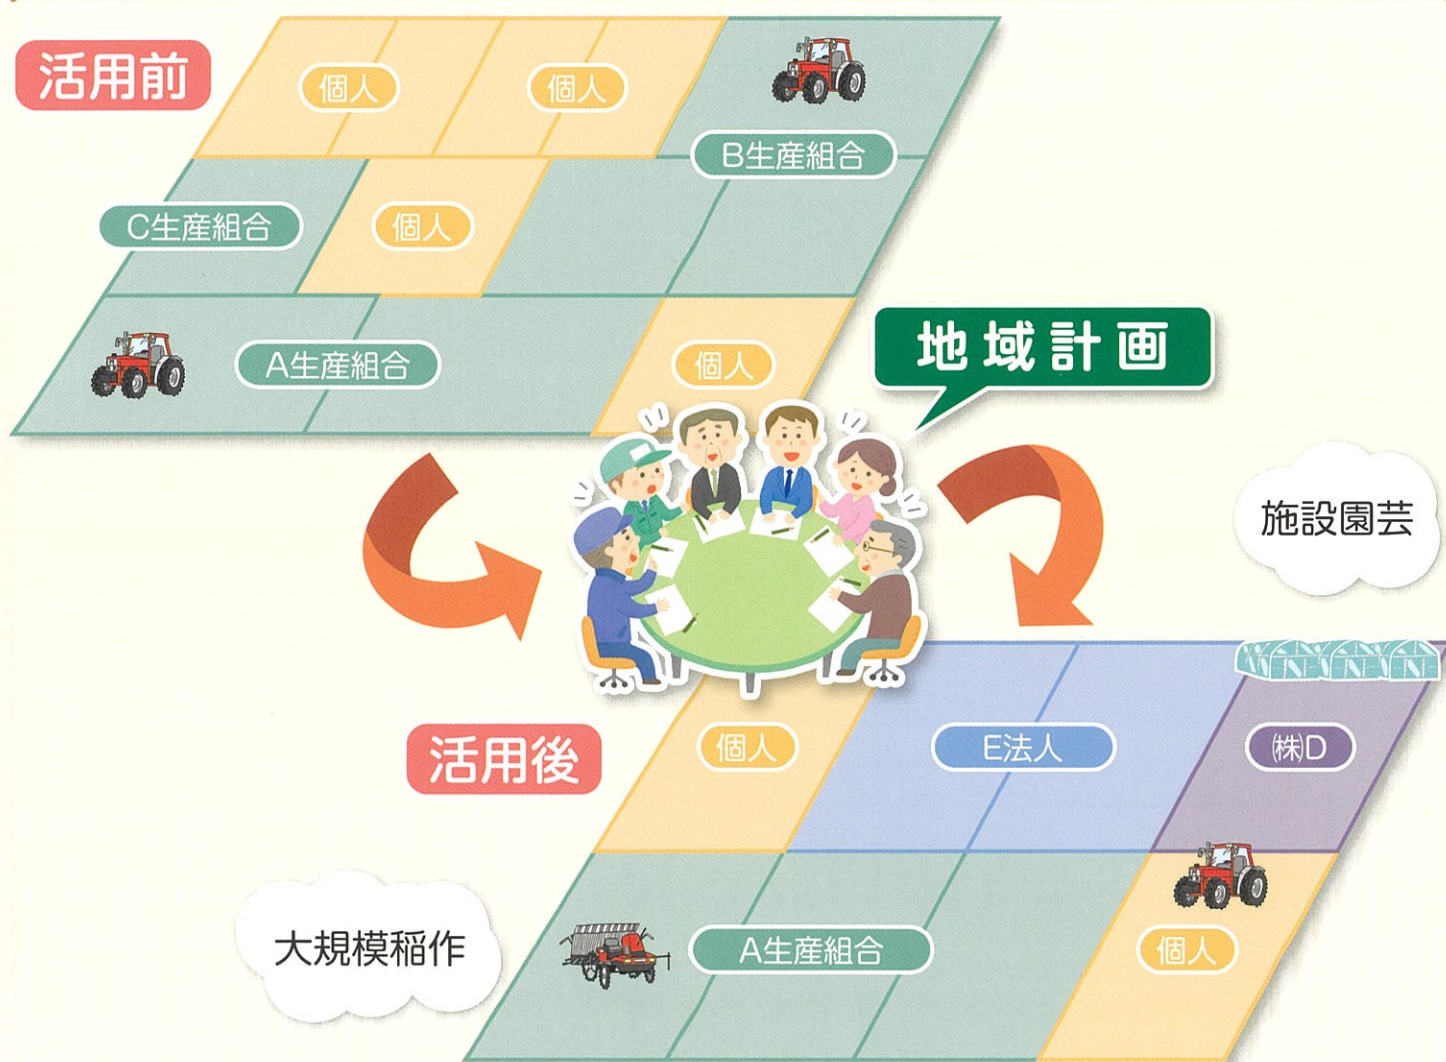 活用前
個人
個人
B生産組合
C生産組合
個人
A生産組合
個人
地域計画
施設園芸
活用後
個人
E法人
㈱D
大規模稲作
A生産組合
個人